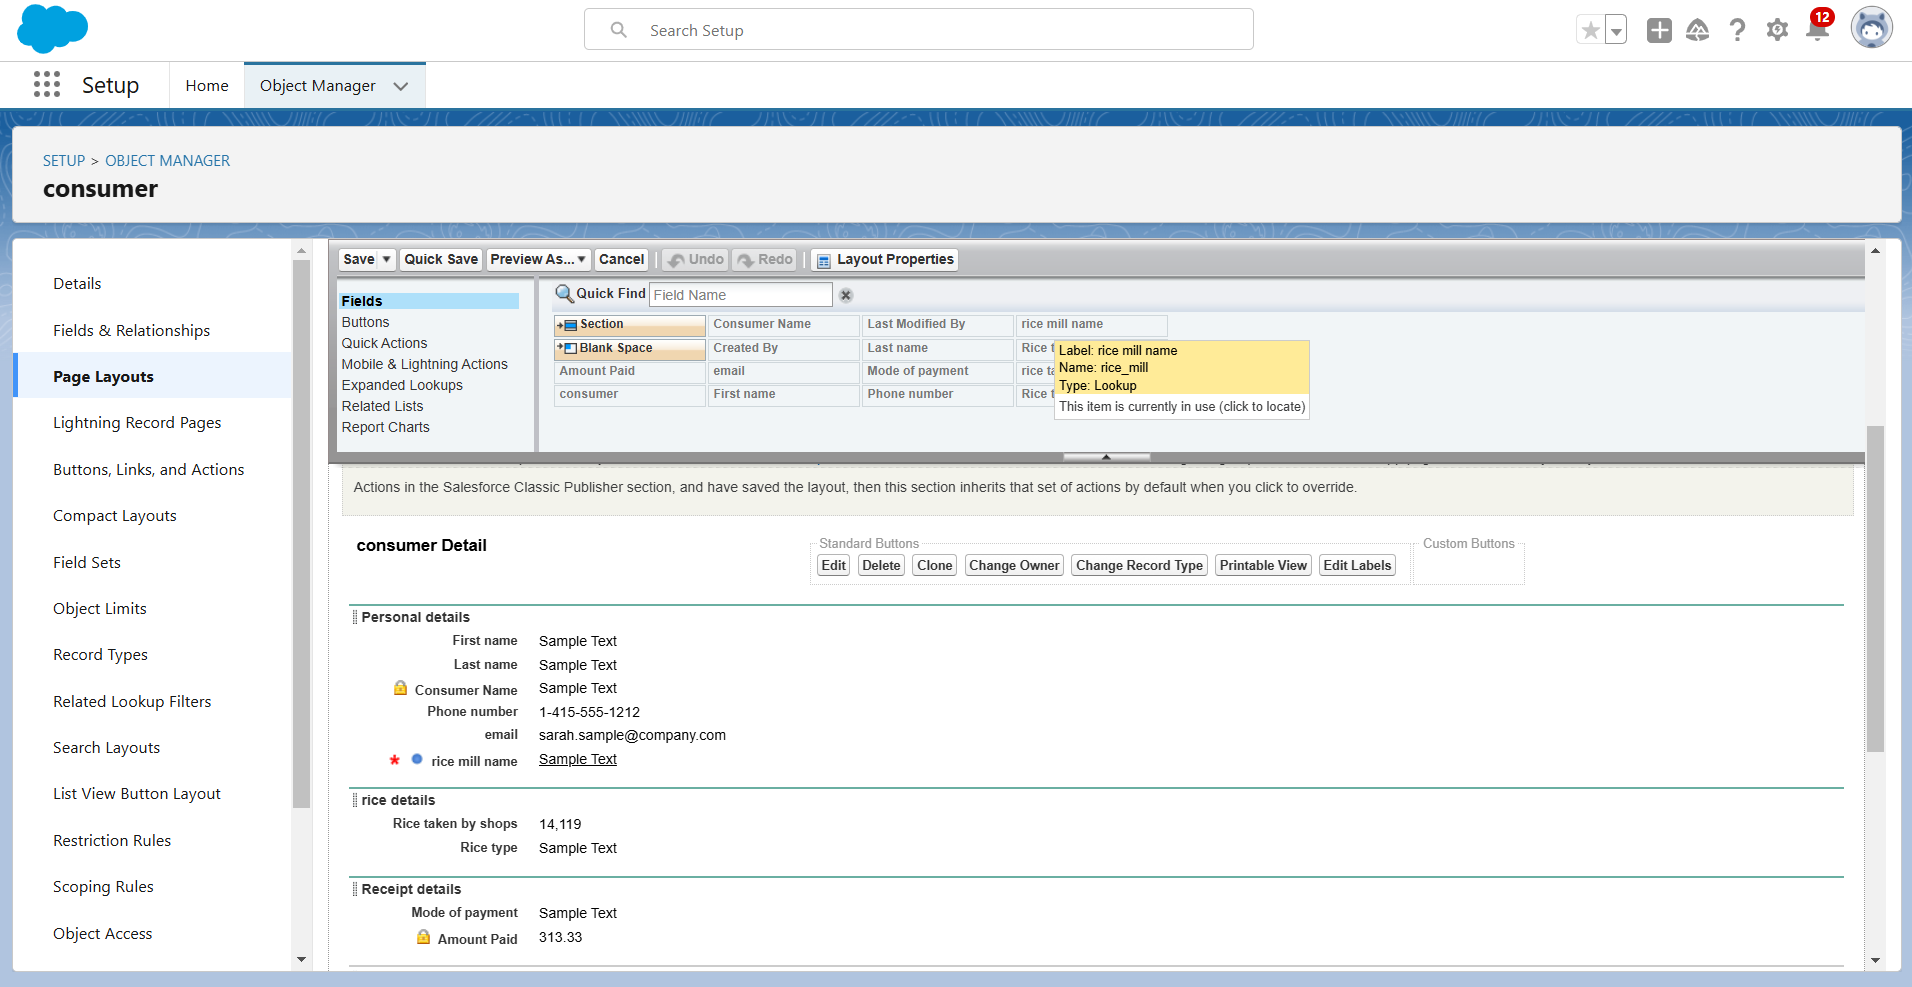 Search Setup
12
Setup
Home
Object Manager
SETUP > OBJECT MANAGER
consumer
Details
Fields & Relationships
Page Layouts
Lightning Record Pages
Buttons, Links, and Actions
Compact Layouts
Field Sets
Object Limits
Record Types
Related Lookup Filters
Search Layouts
List View Button Layout
Restriction Rules
Scoping Rules
Object Access
Save Quick Save Preview As... Cancel Undo Redo Layout Properties
Fields
Buttons
Quick Actions
Mobile & Lightning Actions
Expanded Lookups
Related Lists
Report Charts
Quick Find Field Name
Section Consumer Name Last Modified By rice mill name
Blank Space Created By Last name Rice
Amount Paid email Mode of payment rice
consumer First name Phone number Rice
Label: rice mill name
Name: rice_mill
Type: Lookup
This item is currently in use (click to locate)
Actions in the Salesforce Classic Publisher section, and have saved the layout, then this section inherits that set of actions by default when you click to override.
consumer Detail
Standard Buttons
Edit Delete Clone Change Owner Change Record Type Printable View Edit Labels
Custom Buttons
Personal details
First name Sample Text
Last name Sample Text
Consumer Name Sample Text
Phone number 1-415-555-1212
email sarah.sample@company.com
* rice mill name Sample Text
rice details
Rice taken by shops 14,119
Rice type Sample Text
Receipt details
Mode of payment Sample Text
Amount Paid 313.33